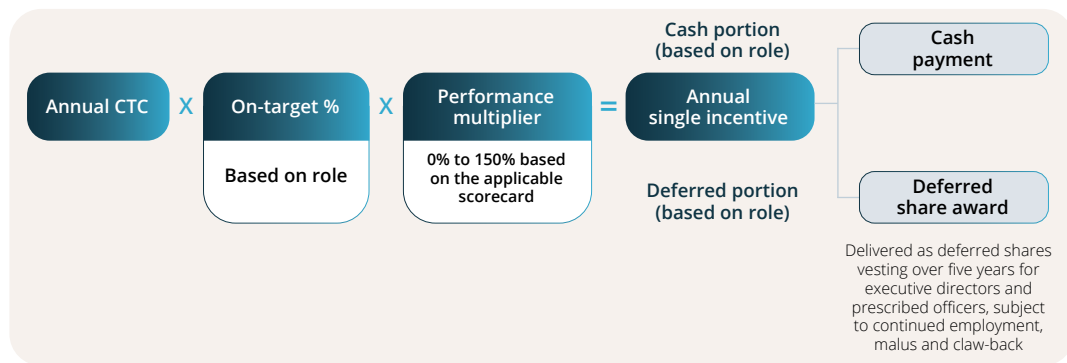 Annual CTC
X
On-target %
Based on role
X
Performance
multiplier
0% to 150% based
on the applicable
scorecard
=
Annual
single incentive
Cash portion
(based on role)
Cash
payment
Deferred portion
(based on role)
Deferred
share award
Delivered as deferred shares
vesting over five years for
executive directors and
prescribed officers, subject
to continued employment,
malus and claw-back